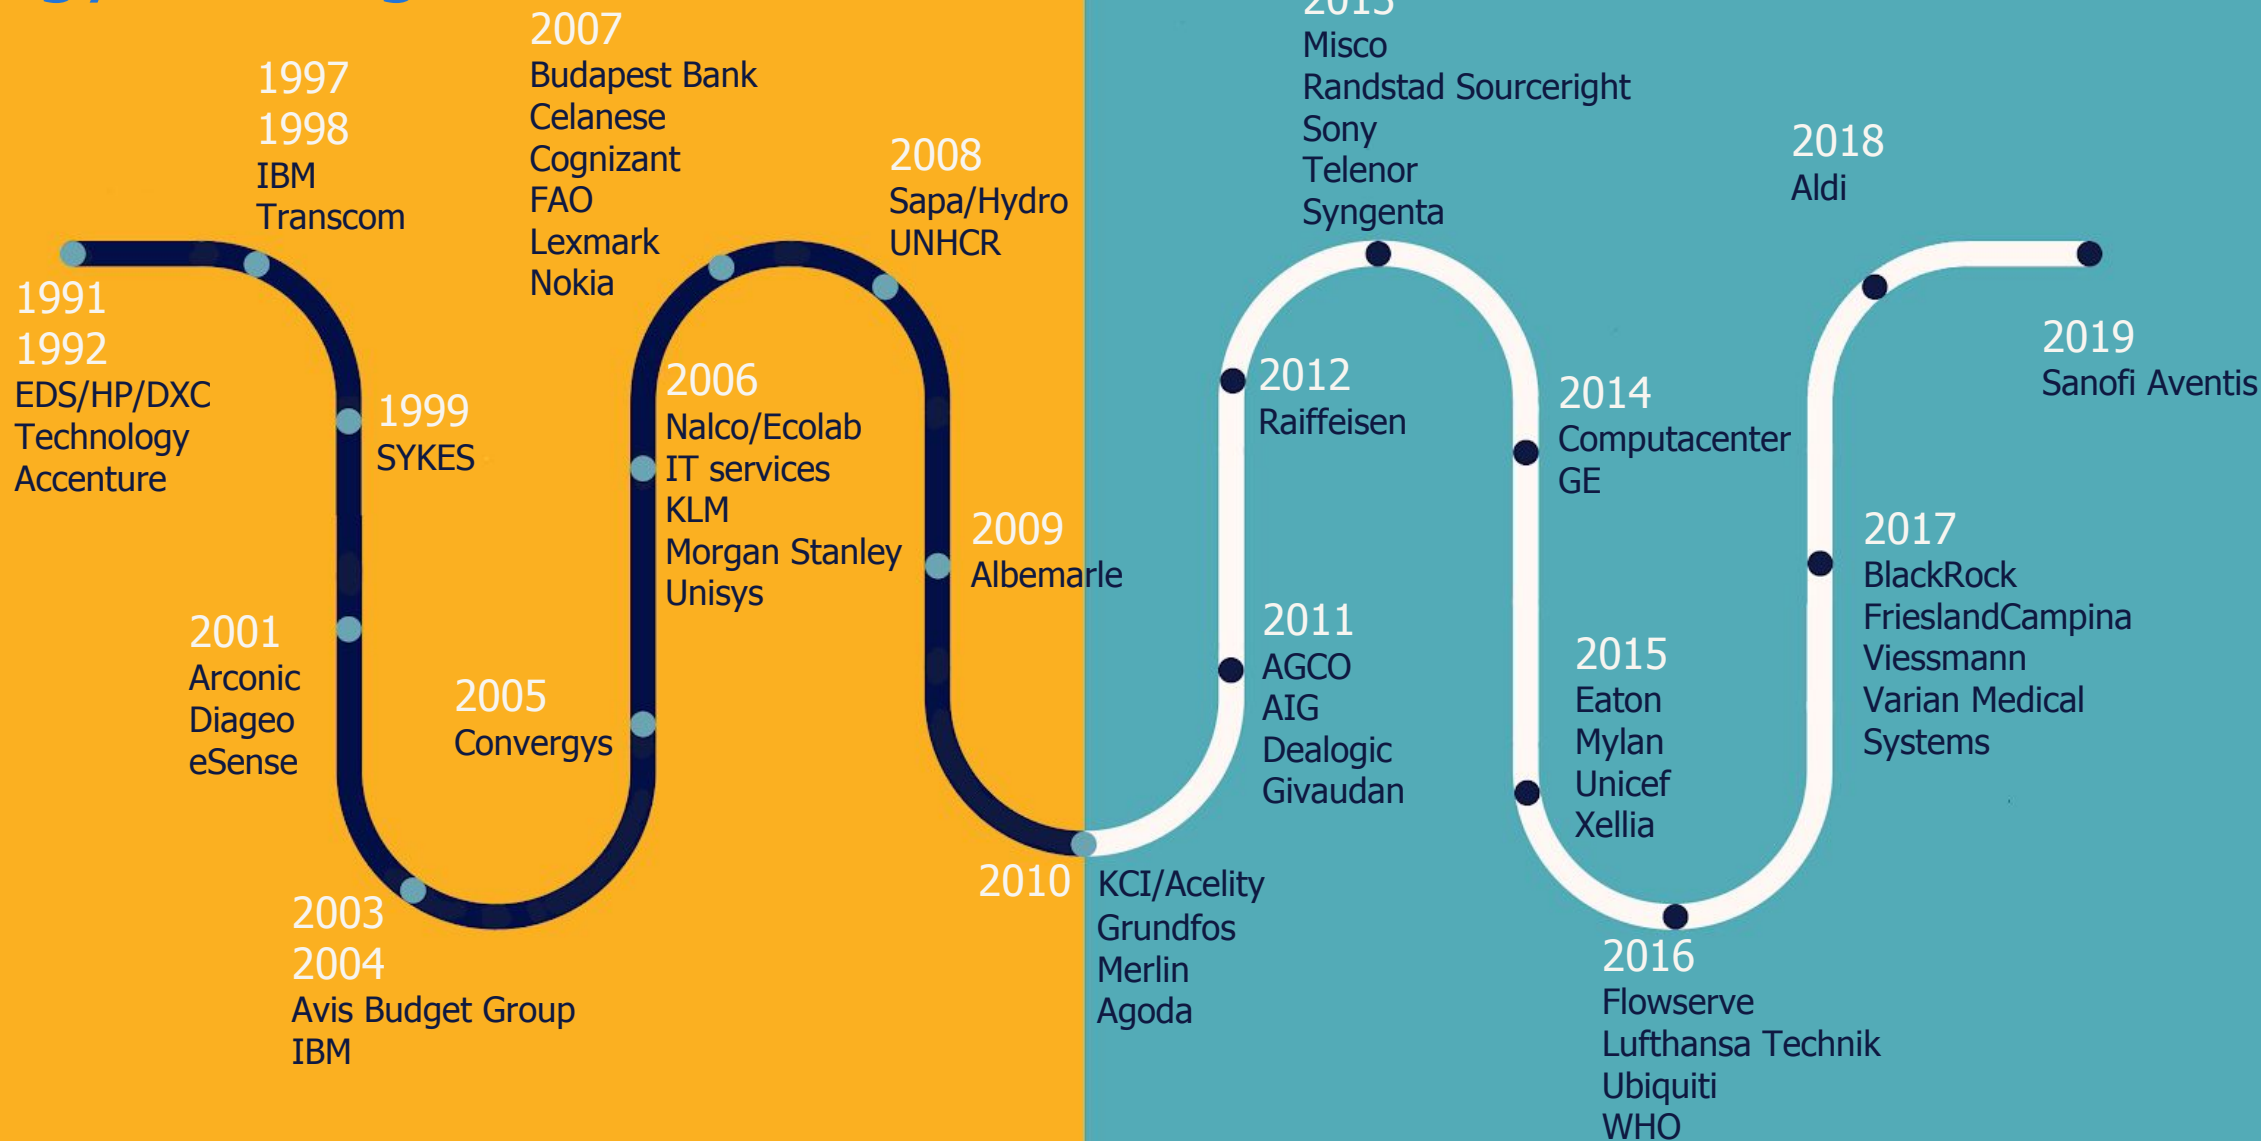 1991
1992
EDS/HP/DXC
Technology
Accenture
1997
1998
IBM
Transcom
1999
SYKES
2001
Arconic
Diageo
eSense
2003
2004
Avis Budget Group
IBM
2005
Convergys
2006
Nalco/Ecolab
IT services
KLM
Morgan Stanley
Unisys
2007
Budapest Bank
Celanese
Cognizant
FAO
Lexmark
Nokia
2008
Sapa/Hydro
UNHCR
2009
Albemarle
2010
KCI/Acelity
Grundfos
Merlin
Agoda
2011
AGCO
AIG
Dealogic
Givaudan
2012
Raiffeisen
2013
Misco
Randstad Sourceright
Sony
Telenor
Syngenta
2014
Computacenter
GE
2015
Eaton
Mylan
Unicef
Xellia
2016
Flowserve
Lufthansa Technik
Ubiquiti
WHO
2017
BlackRock
FrieslandCampina
Viessmann
Varian Medical
Systems
2018
Aldi
2019
Sanofi Aventis